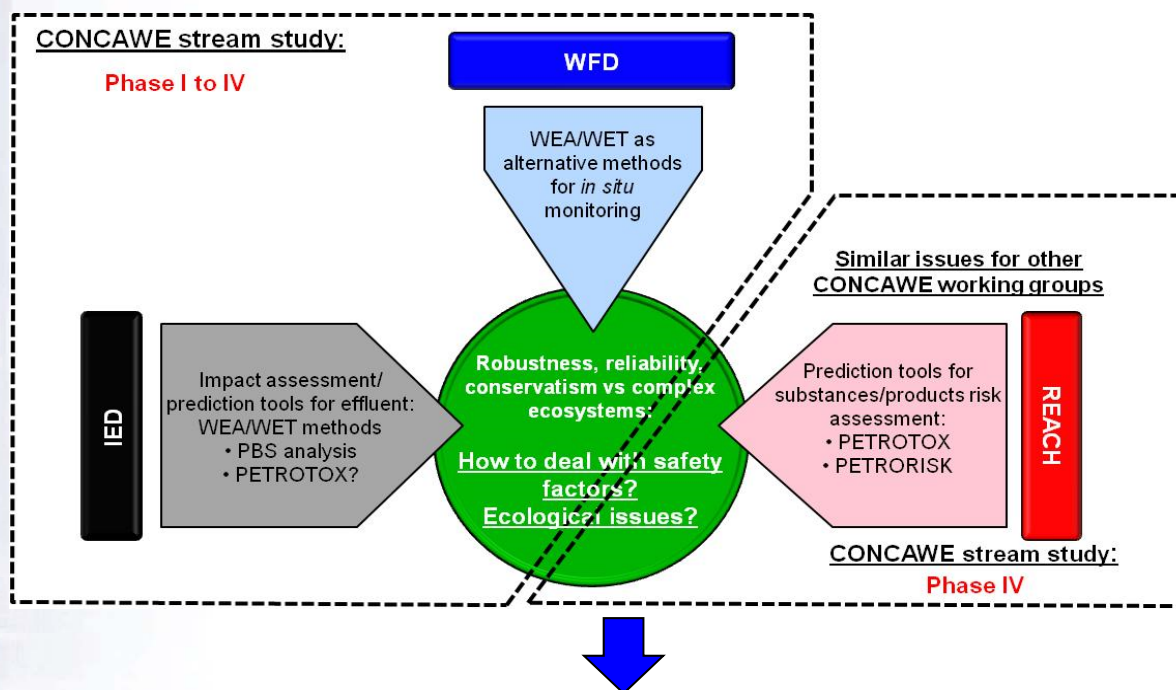 CONCAWE stream study:
Phase I to IV
WFD
WEA/WET as
alternative methods
for in situ
monitoring
Similar issues for other
CONCAWE working groups
IED
Impact assessment/
prediction tools for effluent:
WEA/WET methods
• PBS analysis
• PETROTOX?
Robustness, reliability,
conservatism vs complex
ecosystems:
How to deal with safety
factors?
Ecological issues?
Prediction tools for
substances/products risk
assessment:
• PETROTOX
• PETRORISK
REACH
CONCAWE stream study:
Phase IV